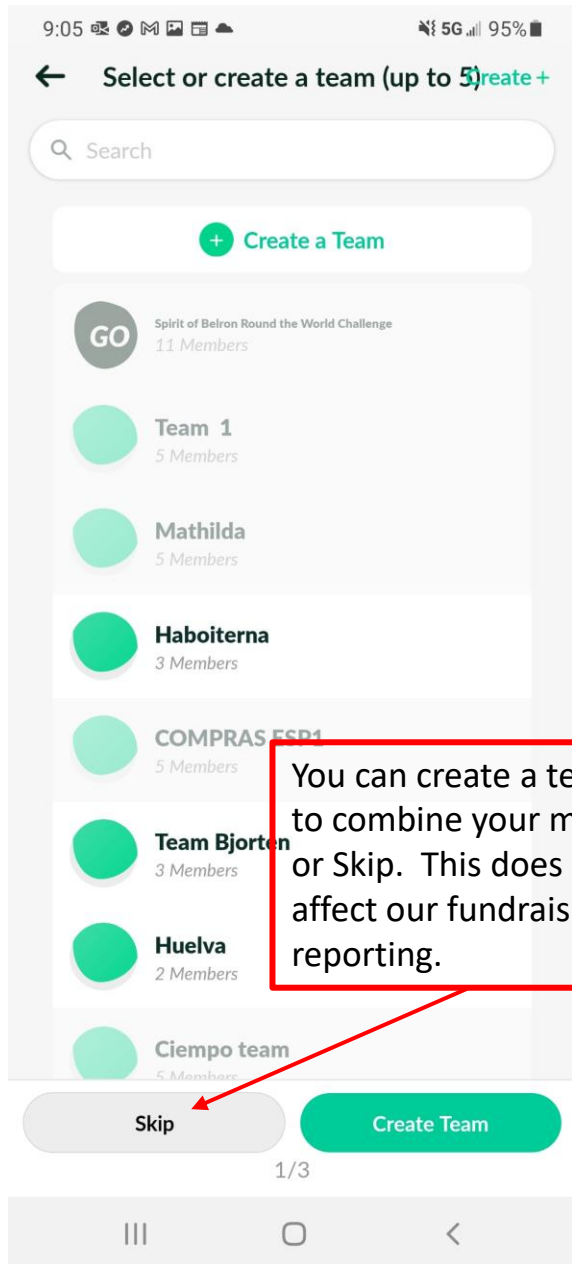 9:05 5G 95%
Select or create a team (up to 5)
Create +
Search
+ Create a Team
GO
Spirit of Belron Round the World Challenge
11 Members
Team 1
5 Members
Mathilda
5 Members
Haboiterna
3 Members
COMPRAS ESP1
5 Members
Team Bjorten
3 Members
Huelva
2 Members
Ciempo team
5 Members
You can create a te
to combine your m
or Skip. This does
affect our fundrais
reporting.
Skip
Create Team
1/3